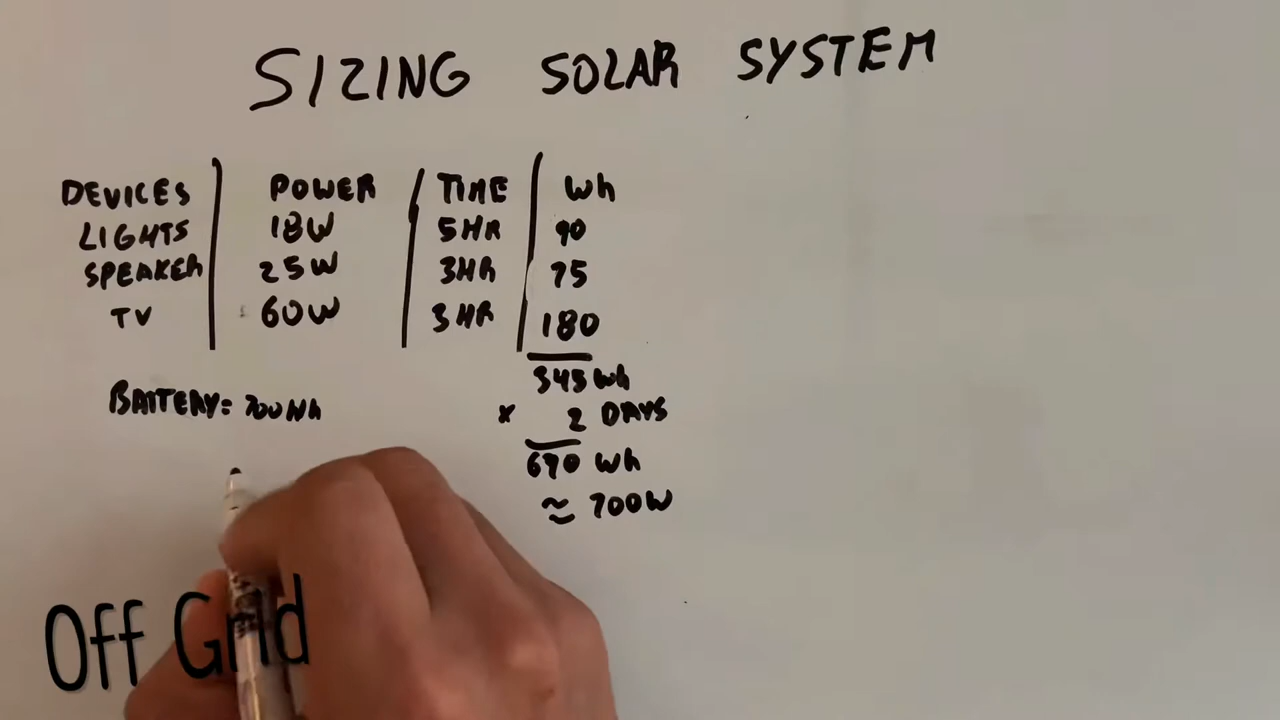 SIZING SOLAR SYSTEM
DEVICES POWER TIME Wh
LIGHTS 18W 5HR 90
SPEAKER 25W 3HR 75
TV 60W 3HR 180
345 Wh
BATTERY= 700Wh
x 2 DAYS
690 Wh
≈ 700W
Off Grid